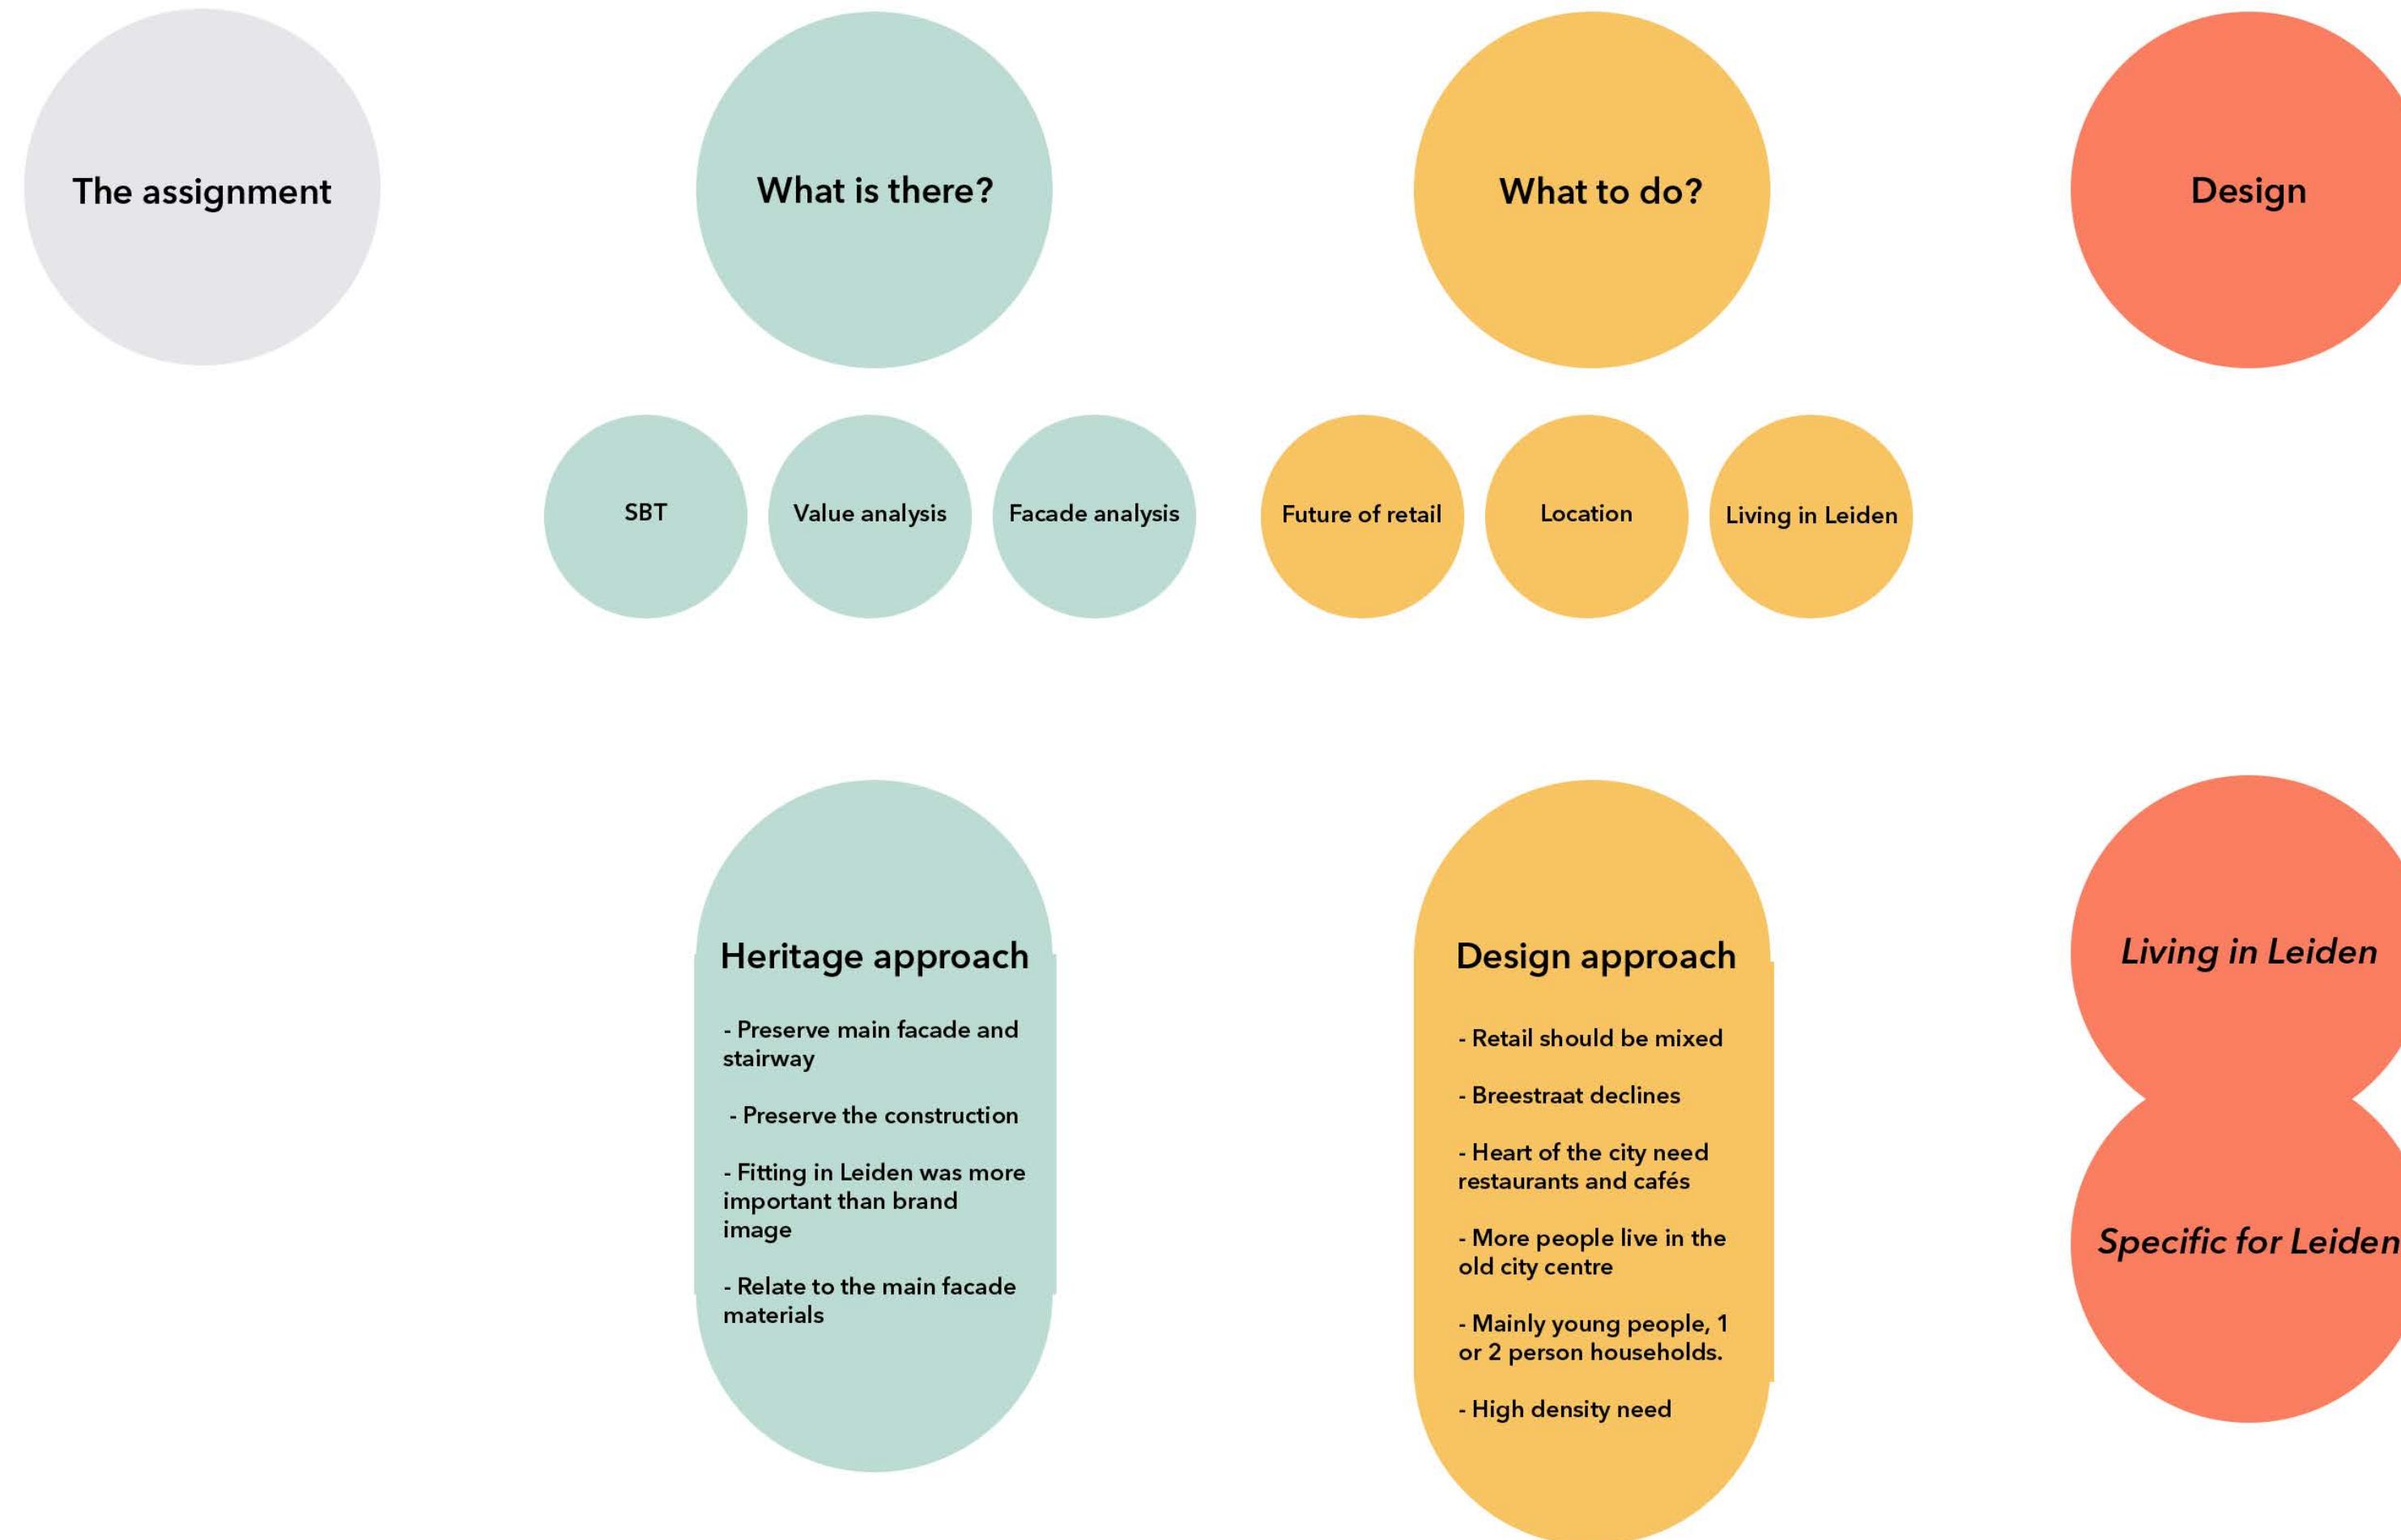 The assignment
What is there?
What to do?
Design
SBT
Value analysis
Facade analysis
Future of retail
Location
Living in Leiden
Heritage approach
- Preserve main facade and
stairway
- Preserve the construction
- Fitting in Leiden was more
important than brand
image
- Relate to the main facade
materials
Design approach
- Retail should be mixed
- Breestraat declines
- Heart of the city need
restaurants and cafés
- More people live in the
old city centre
- Mainly young people, 1
or 2 person households.
- High density need
Living in Leiden
Specific for Leiden